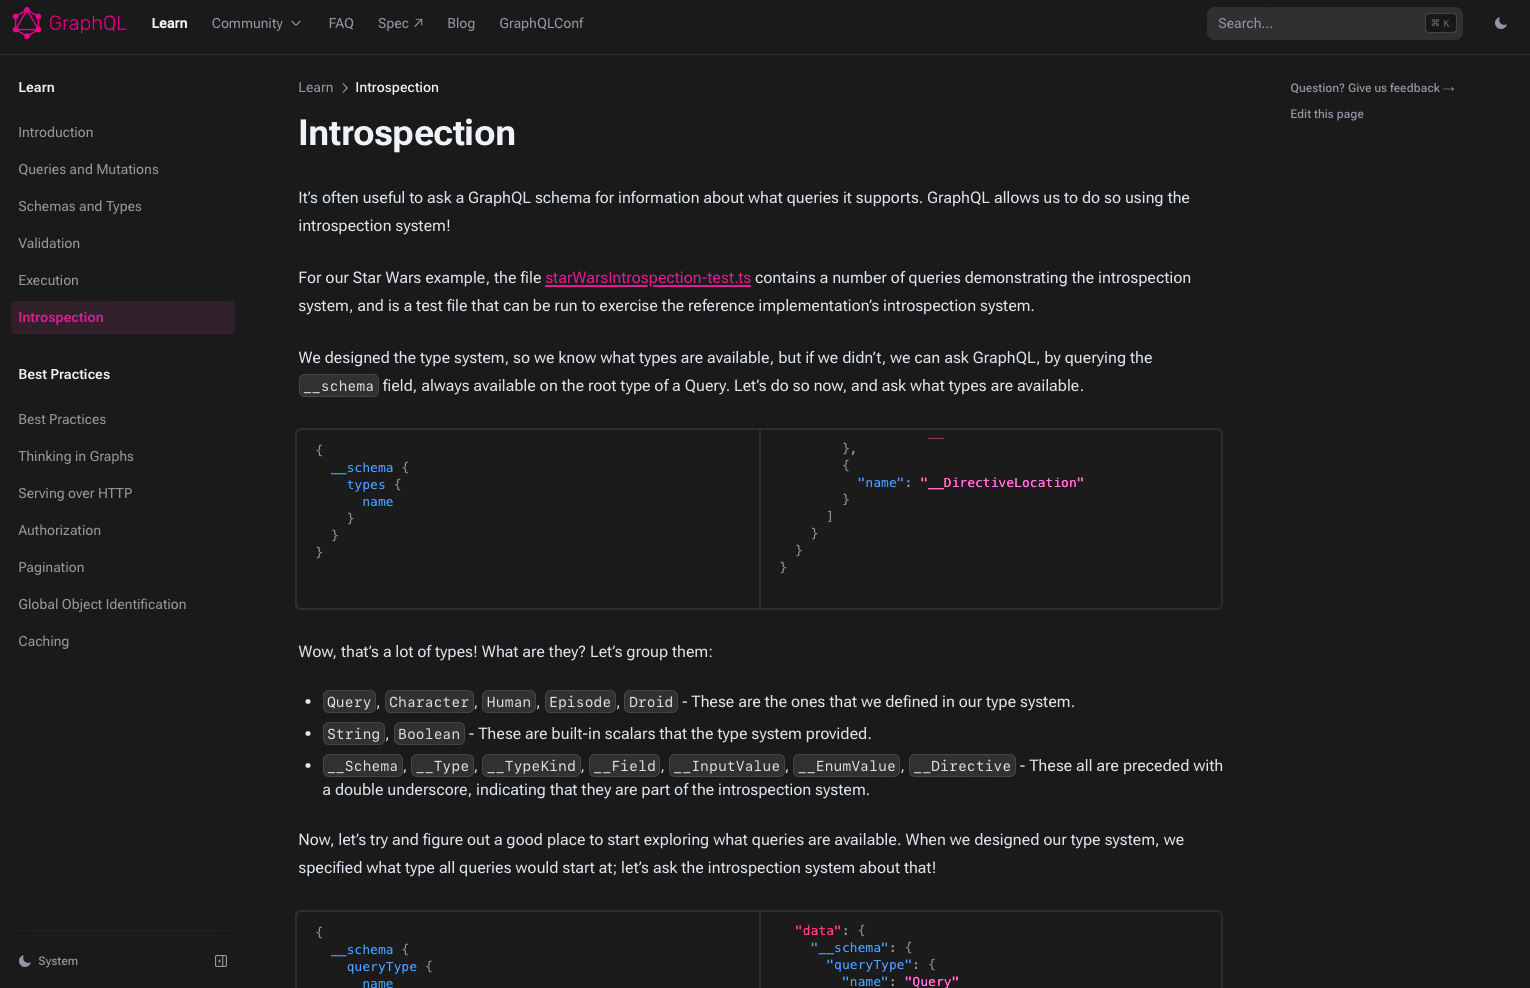 GraphQL Learn Community FAQ Spec ↗ Blog GraphQLConf Search... ⌘ K
Learn
Introduction
Queries and Mutations
Schemas and Types
Validation
Execution
Introspection
Best Practices
Best Practices
Thinking in Graphs
Serving over HTTP
Authorization
Pagination
Global Object Identification
Caching
System
Learn > Introspection
Introspection
It’s often useful to ask a GraphQL schema for information about what queries it supports. GraphQL allows us to do so using the
introspection system!
For our Star Wars example, the file starWarsIntrospection-test.ts contains a number of queries demonstrating the introspection
system, and is a test file that can be run to exercise the reference implementation’s introspection system.
We designed the type system, so we know what types are available, but if we didn’t, we can ask GraphQL, by querying the
__schema field, always available on the root type of a Query. Let’s do so now, and ask what types are available.
{
__schema {
types {
name
}
}
}
},
{
"name": "__DirectiveLocation"
}
]
}
}
}
Wow, that’s a lot of types! What are they? Let’s group them:
• Query, Character, Human, Episode, Droid - These are the ones that we defined in our type system.
• String, Boolean - These are built-in scalars that the type system provided.
• __Schema, __Type, __TypeKind, __Field, __InputValue, __EnumValue, __Directive - These all are preceded with
a double underscore, indicating that they are part of the introspection system.
Now, let’s try and figure out a good place to start exploring what queries are available. When we designed our type system, we
specified what type all queries would start at; let’s ask the introspection system about that!
{
__schema {
queryType {
name
"data": {
"__schema": {
"queryType": {
"name": "Query"
Question? Give us feedback →
Edit this page